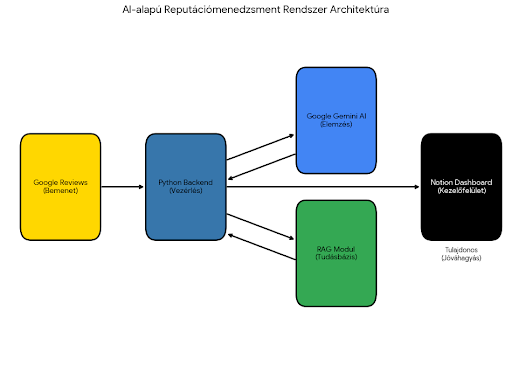 AI-alapú Reputációmenedzsment Rendszer Architektúra
Google Gemini AI
(Elemzés)
Google Reviews
(Bemenet)
Python Backend
(Vezérlés)
Notion Dashboard
(Kezelőfelület)
RAG Modul
(Tudásbázis)
Tulajdonos
(Jóváhagyás)